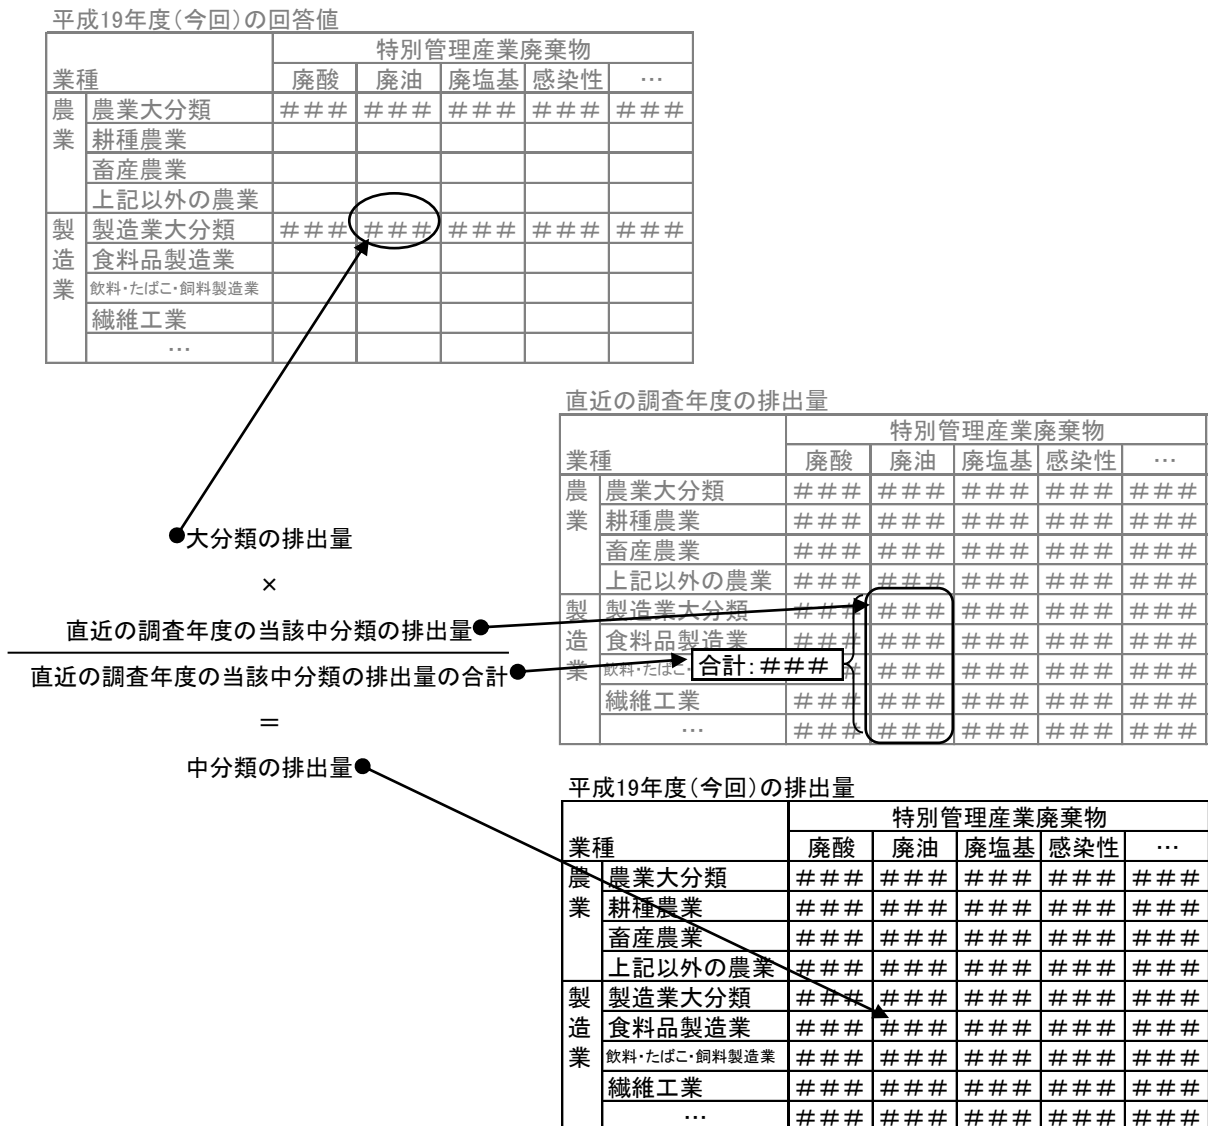 平成19年度(今回)の回答値
特別管理産業廃棄物
業種 廃酸 廃油 廃塩基 感染性 …
農業 農業大分類 ### ### ### ### ###
耕種農業
畜産農業
上記以外の農業
製造業 製造業大分類 ### ### ### ### ###
食料品製造業
飲料・たばこ・飼料製造業
繊維工業
…
直近の調査年度の排出量
特別管理産業廃棄物
業種 廃酸 廃油 廃塩基 感染性 …
農業 農業大分類 ### ### ### ### ###
耕種農業 ### ### ### ### ###
畜産農業 ### ### ### ### ###
上記以外の農業 ### ### ### ### ###
製造業 製造業大分類 ### ### ### ### ###
食料品製造業 ### ### ### ### ###
飲料・たばこ・ 合計:### ### ### ### ###
繊維工業 ### ### ### ### ###
… ### ### ### ### ###
大分類の排出量
×
直近の調査年度の当該中分類の排出量
直近の調査年度の当該中分類の排出量の合計
=
中分類の排出量
平成19年度(今回)の排出量
特別管理産業廃棄物
業種 廃酸 廃油 廃塩基 感染性 …
農業 農業大分類 ### ### ### ### ###
耕種農業 ### ### ### ### ###
畜産農業 ### ### ### ### ###
上記以外の農業 ### ### ### ### ###
製造業 製造業大分類 ### ### ### ### ###
食料品製造業 ### ### ### ### ###
飲料・たばこ・飼料製造業 ### ### ### ### ###
繊維工業 ### ### ### ### ###
… ### ### ### ### ###